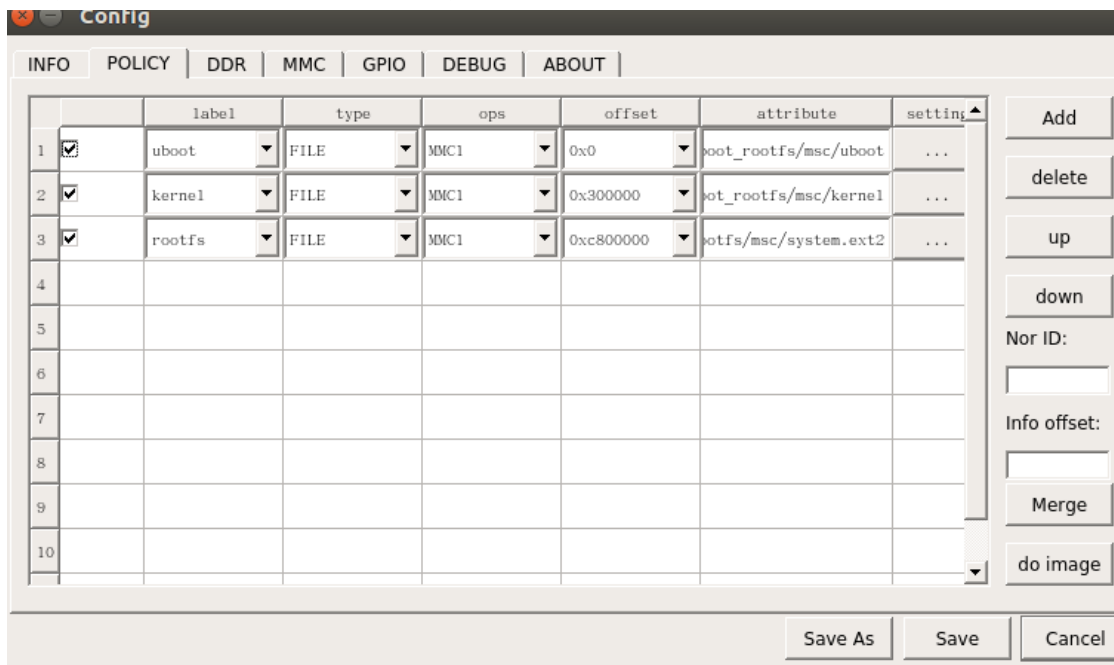 Config
INFO POLICY DDR MMC GPIO DEBUG ABOUT
label type ops offset attribute setting
1 uboot FILE MMC1 0x0 oot_rootfs/msc/uboot ...
2 kernel FILE MMC1 0x300000 ot_rootfs/msc/kernel ...
3 rootfs FILE MMC1 0xc800000 otfs/msc/system.ext2 ...
4
5
6
7
8
9
10
Add
delete
up
down
Nor ID:
Info offset:
Merge
do image
Save As Save Cancel